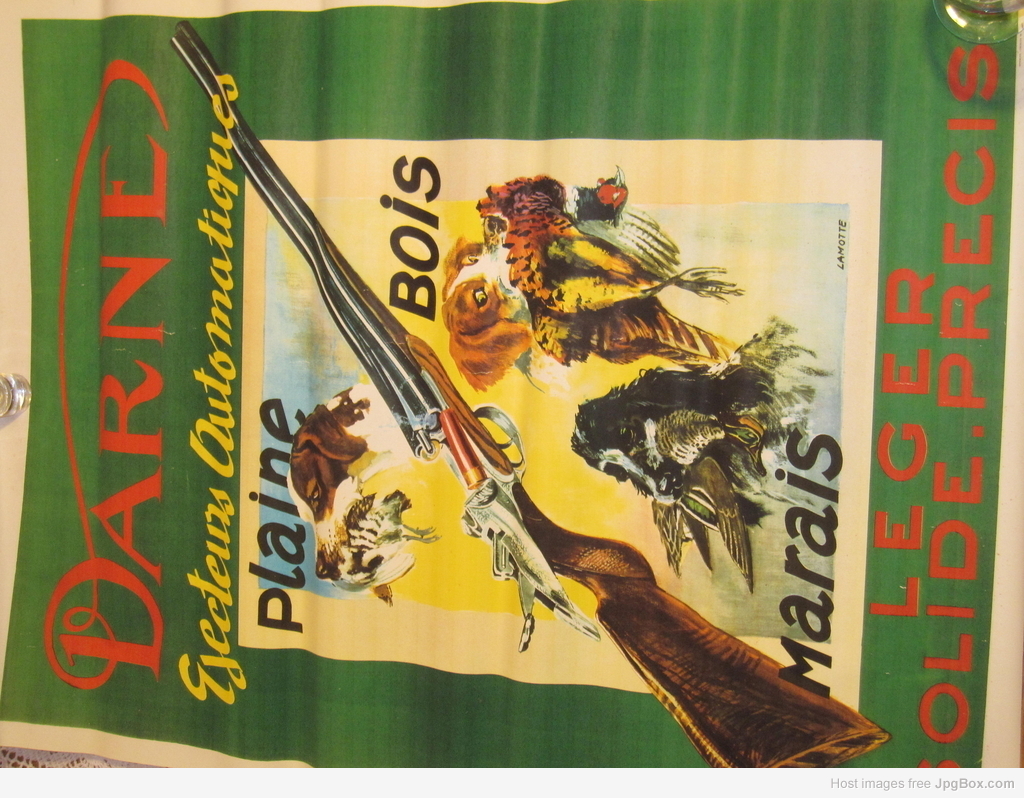 DARNE
Ejecteurs Automatiques
Plaine
Bois
Marais
LAMOTTE
LEGER
SOLIDE.PRECIS
Host images free JpgBox.com